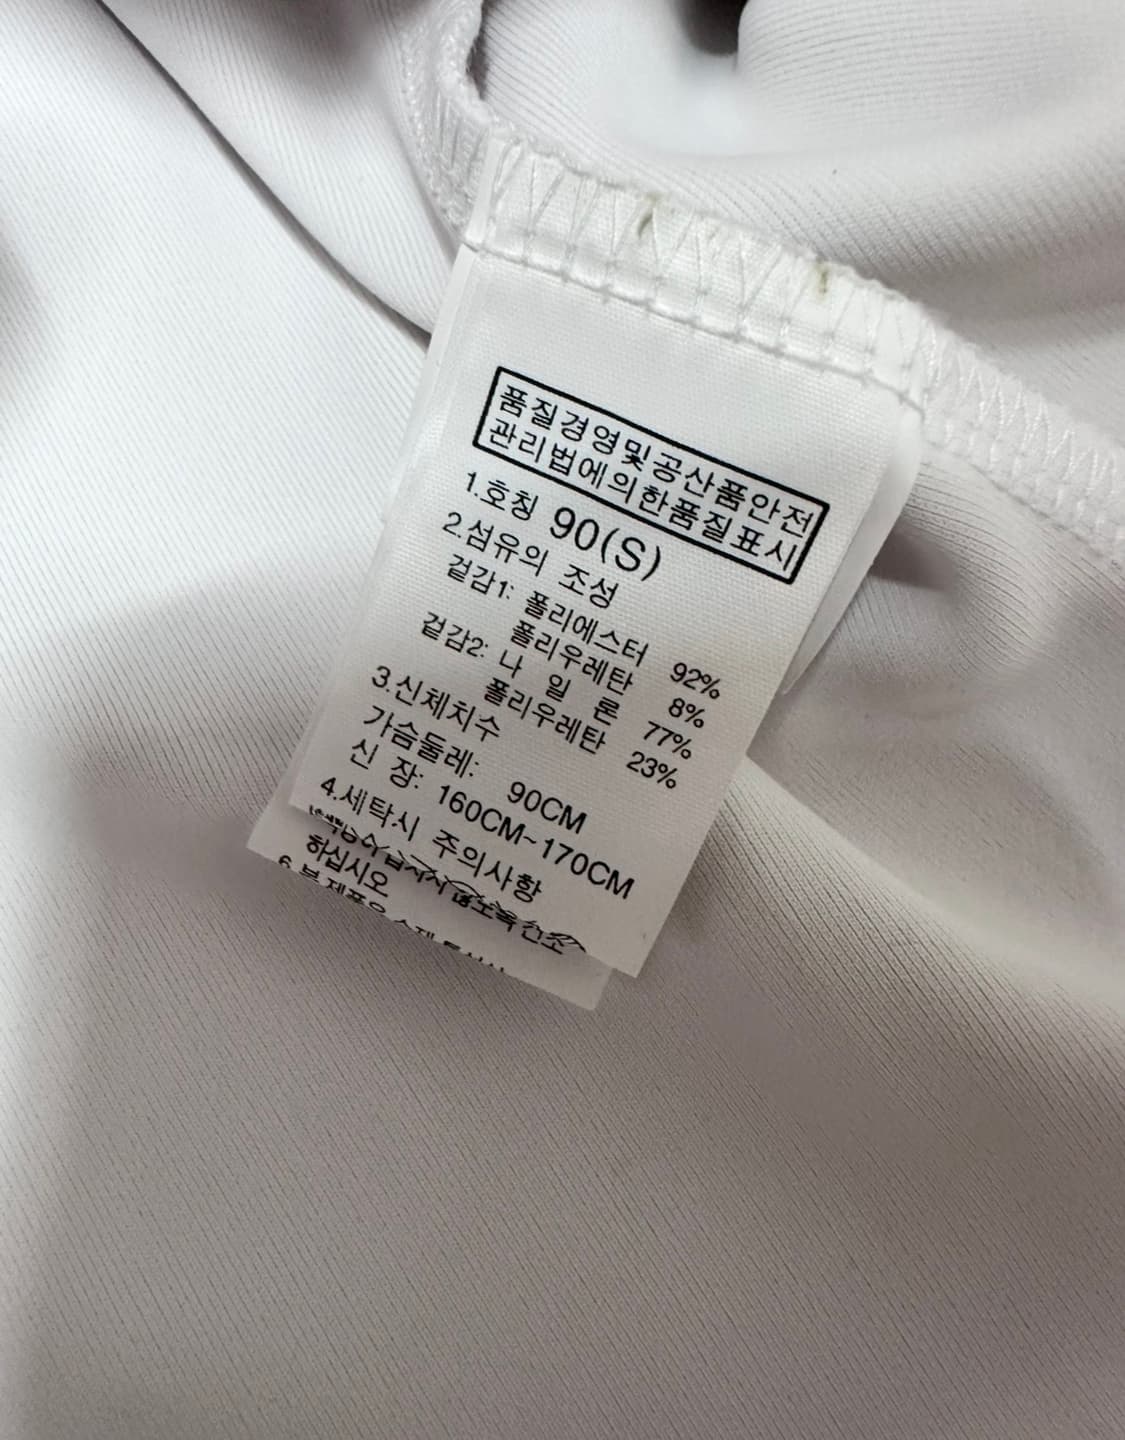 품질경영및공산품안전
관리법에의한품질표시
1.호칭 90(S)
2.섬유의 조성
겉감1: 폴리에스터 92%
폴리우레탄 8%
겉감2: 나 일 론 77%
폴리우레탄 23%
3.신체치수
가슴둘레: 90CM
신 장: 160CM~170CM
4.세탁시 주의사항
하십시오